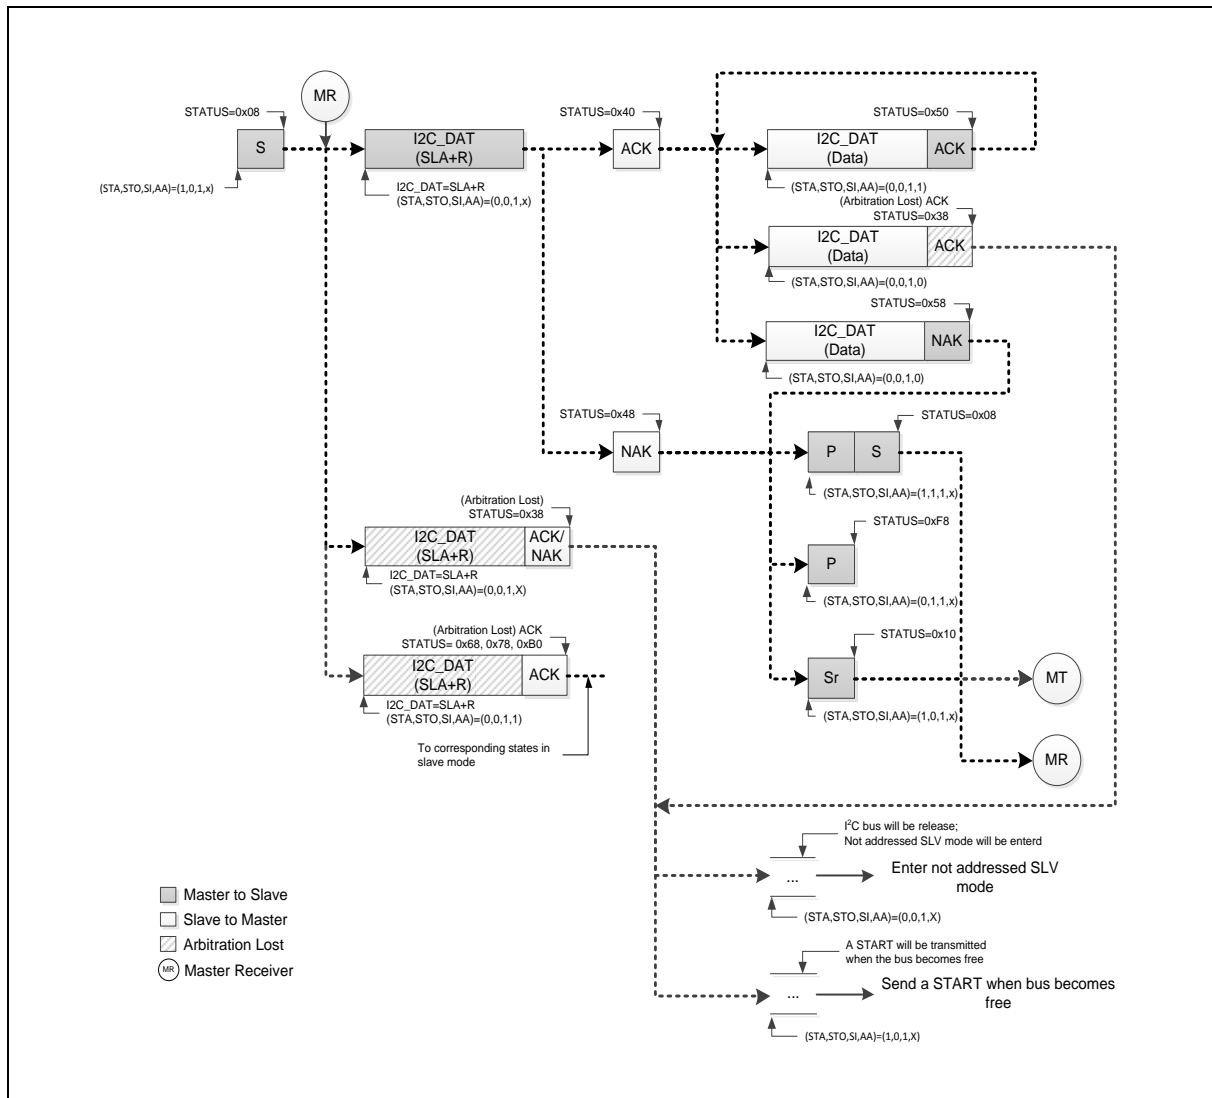 MR
STATUS=0x08
STATUS=0x40
STATUS=0x50
S
I2C_DAT
(SLA+R)
ACK
I2C_DAT
(Data)
ACK
(STA,STO,SI,AA)=(1,0,1,x)
I2C_DAT=SLA+R
(STA,STO,SI,AA)=(0,0,1,x)
(STA,STO,SI,AA)=(0,0,1,1)
(Arbitration Lost) ACK
STATUS=0x38
I2C_DAT
(Data)
ACK
(STA,STO,SI,AA)=(0,0,1,0)
STATUS=0x58
I2C_DAT
(Data)
NAK
(STA,STO,SI,AA)=(0,0,1,0)
STATUS=0x48
STATUS=0x08
NAK
P
S
(STA,STO,SI,AA)=(1,1,1,x)
(Arbitration Lost)
STATUS=0x38
I2C_DAT
(SLA+R)
ACK/
NAK
I2C_DAT=SLA+R
(STA,STO,SI,AA)=(0,0,1,X)
STATUS=0xF8
P
(STA,STO,SI,AA)=(0,1,1,x)
(Arbitration Lost) ACK
STATUS= 0x68, 0x78, 0xB0
I2C_DAT
(SLA+R)
ACK
I2C_DAT=SLA+R
(STA,STO,SI,AA)=(0,0,1,1)
To corresponding states in
slave mode
STATUS=0x10
Sr
MT
(STA,STO,SI,AA)=(1,0,1,x)
MR
I²C bus will be release;
Not addressed SLV mode will be enterd
...
Enter not addressed SLV
mode
(STA,STO,SI,AA)=(0,0,1,X)
A START will be transmitted
when the bus becomes free
...
Send a START when bus becomes
free
(STA,STO,SI,AA)=(1,0,1,X)
Master to Slave
Slave to Master
Arbitration Lost
MR
Master Receiver